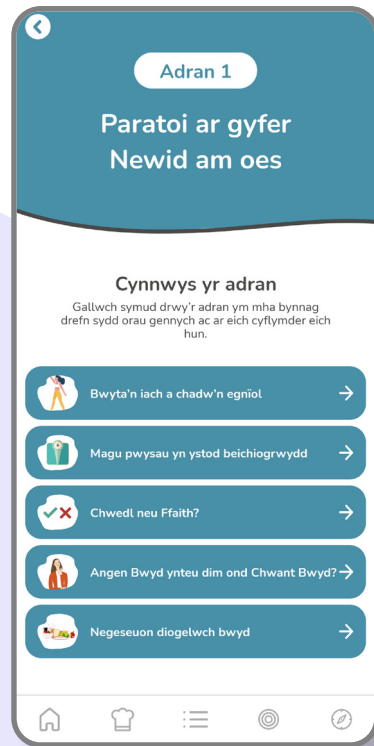 Adran 1
Paratoi ar gyfer
Newid am oes
Cynnwys yr adran
Gallwch symud drwy’r adran ym mha bynnag
drefn sydd orau gennych ac ar eich cyflymder eich
hun.
Bwyta’n iach a chadw’n egnïol
Magu pwysau yn ystod beichiogrwydd
Chwedl neu Ffaith?
Angen Bwyd ynteu dim ond Chwant Bwyd?
Negeseuon diogelwch bwyd